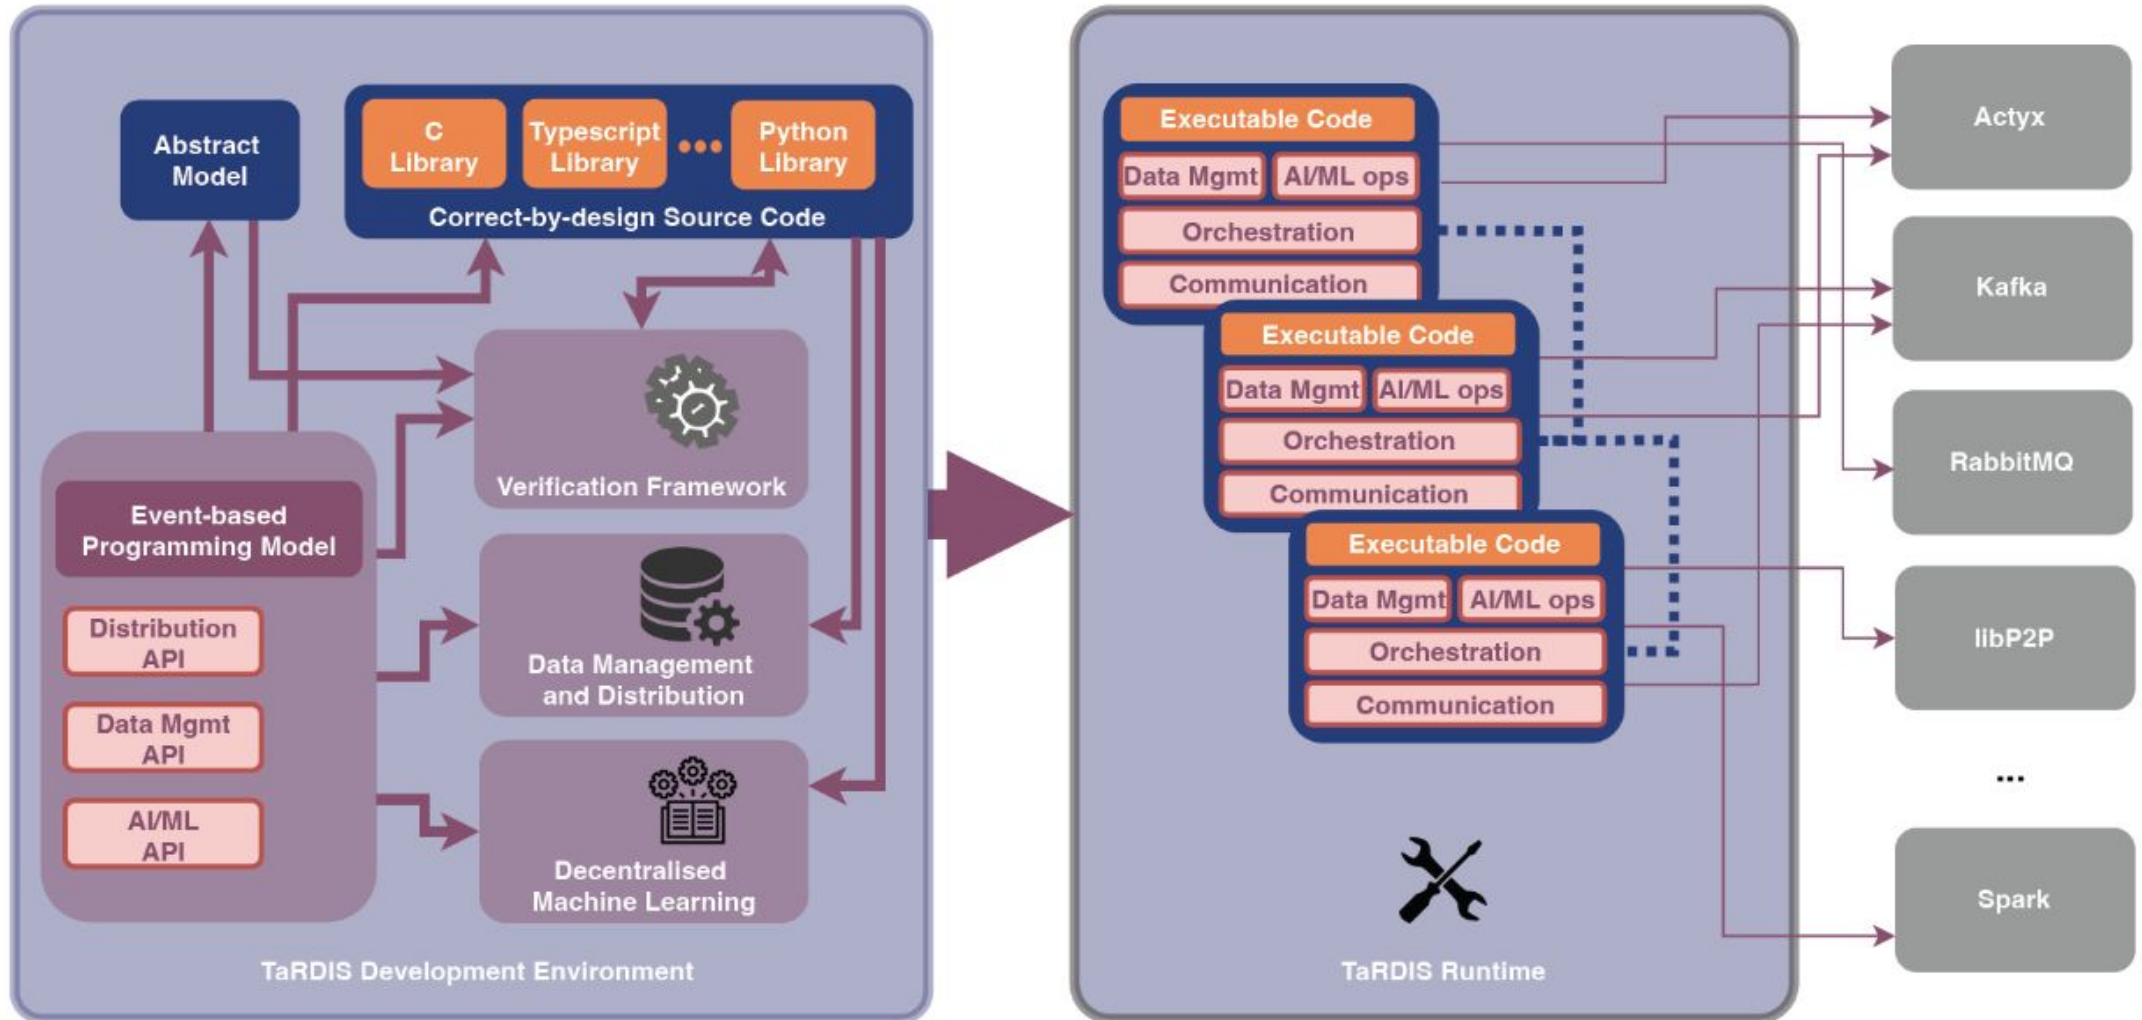 Abstract
Model
C
Library
Typescript
Library
•••
Python
Library
Correct-by-design Source Code
Verification Framework
Event-based
Programming Model
Distribution
API
Data Mgmt
API
AI/ML
API
Data Management
and Distribution
Decentralised
Machine Learning
TaRDIS Development Environment
Executable Code
Data Mgmt
AI/ML ops
Orchestration
Communication
Executable Code
Data Mgmt
AI/ML ops
Orchestration
Communication
Executable Code
Data Mgmt
AI/ML ops
Orchestration
Communication
TaRDIS Runtime
Actyx
Kafka
RabbitMQ
libP2P
...
Spark